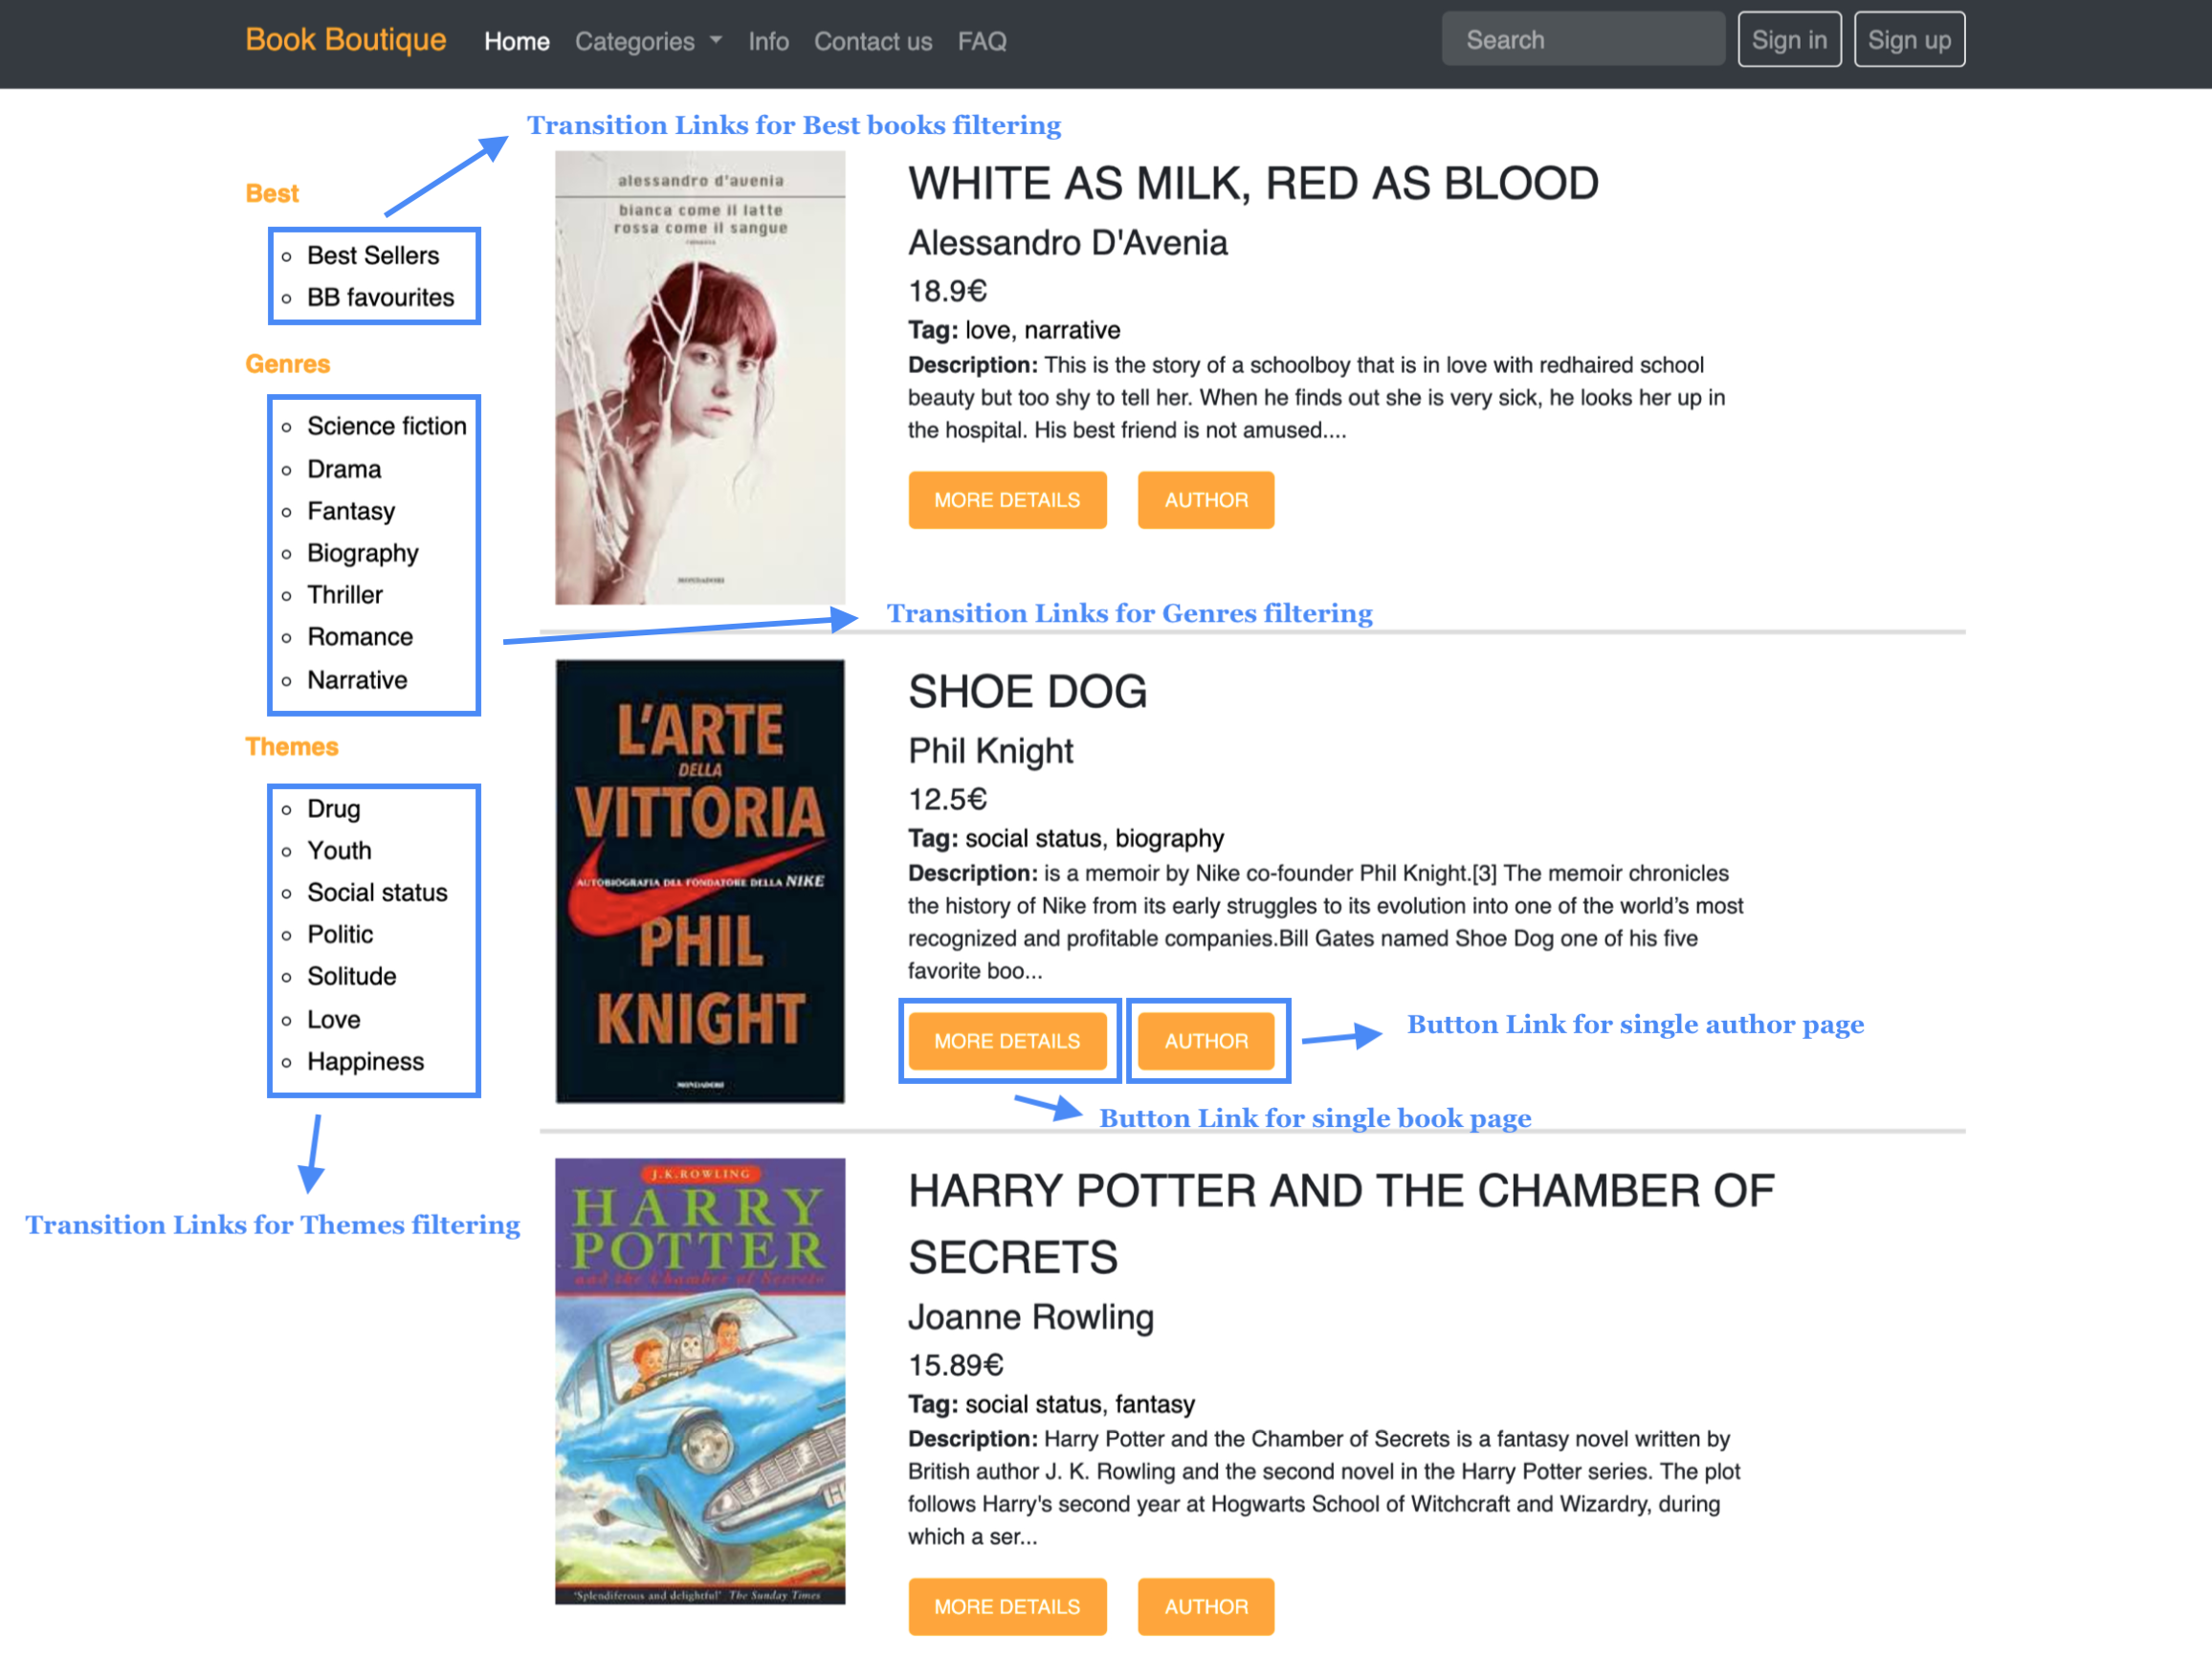 Book Boutique Home Categories Info Contact us FAQ Search Sign in Sign up
Transition Links for Best books filtering
Best
Best Sellers
BB favourites
Genres
Science fiction
Drama
Fantasy
Biography
Thriller
Romance
Narrative
Themes
Drug
Youth
Social status
Politic
Solitude
Love
Happiness
Transition Links for Themes filtering
alessandro d'avenia
bianca come il latte
rossa come il sangue
romanzo
MONDADORI
WHITE AS MILK, RED AS BLOOD
Alessandro D'Avenia
18.9€
Tag: love, narrative
Description: This is the story of a schoolboy that is in love with redhaired school
beauty but too shy to tell her. When he finds out she is very sick, he looks her up in
the hospital. His best friend is not amused....
MORE DETAILS AUTHOR
Transition Links for Genres filtering
L'ARTE
DELLA
VITTORIA
AUTOBIOGRAFIA DEL FONDATORE DELLA NIKE
PHIL
KNIGHT
MONDADORI
SHOE DOG
Phil Knight
12.5€
Tag: social status, biography
Description: is a memoir by Nike co-founder Phil Knight.[3] The memoir chronicles
the history of Nike from its early struggles to its evolution into one of the world’s most
recognized and profitable companies.Bill Gates named Shoe Dog one of his five
favorite boo...
MORE DETAILS AUTHOR
Button Link for single author page
Button Link for single book page
J.K.ROWLING
HARRY
POTTER
and the Chamber of Secrets
'Splendiferous and delightful' The Sunday Times
HARRY POTTER AND THE CHAMBER OF
SECRETS
Joanne Rowling
15.89€
Tag: social status, fantasy
Description: Harry Potter and the Chamber of Secrets is a fantasy novel written by
British author J. K. Rowling and the second novel in the Harry Potter series. The plot
follows Harry's second year at Hogwarts School of Witchcraft and Wizardry, during
which a ser...
MORE DETAILS AUTHOR